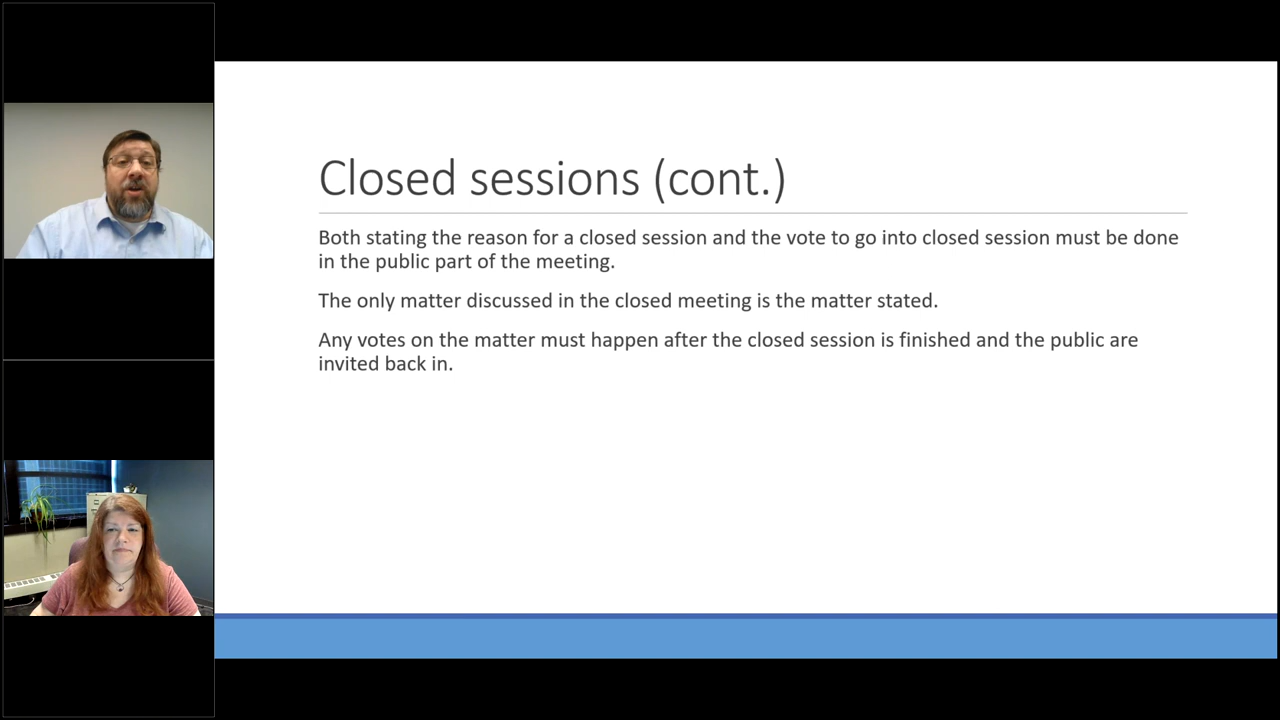 Closed sessions (cont.)
Both stating the reason for a closed session and the vote to go into closed session must be done
in the public part of the meeting.
The only matter discussed in the closed meeting is the matter stated.
Any votes on the matter must happen after the closed session is finished and the public are
invited back in.